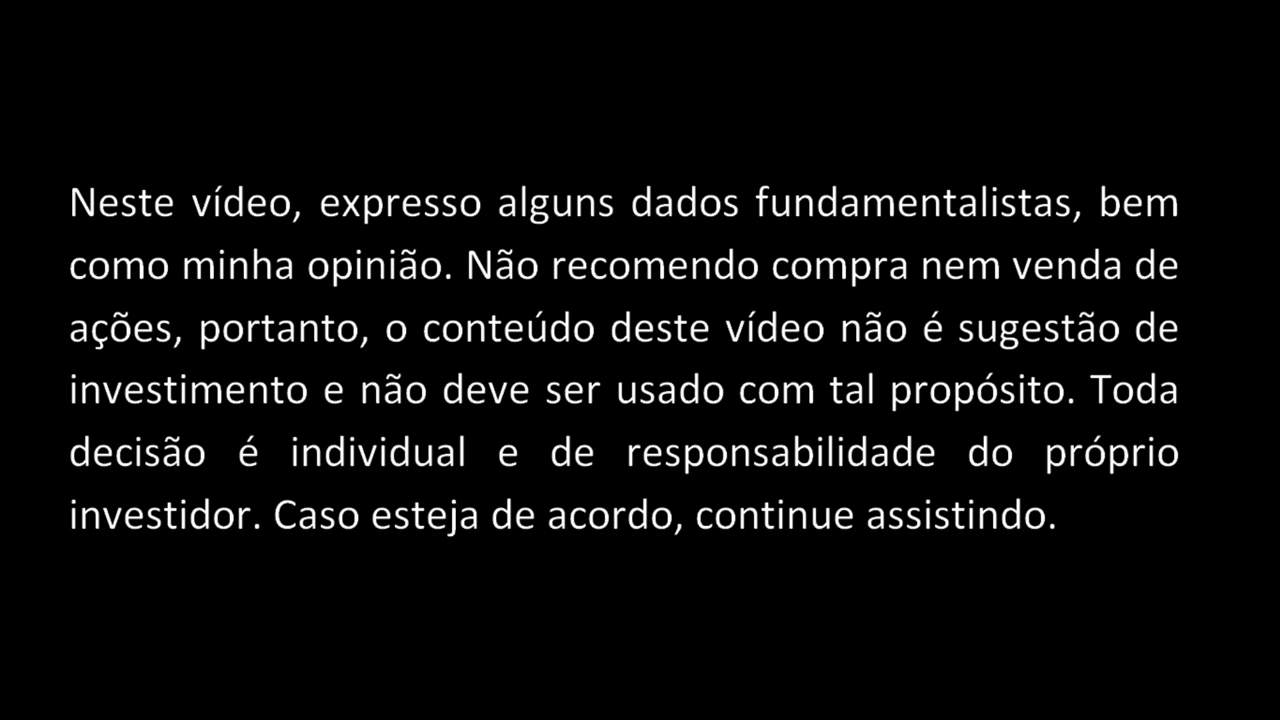 Neste vídeo, expresso alguns dados fundamentalistas, bem
como minha opinião. Não recomendo compra nem venda de
ações, portanto, o conteúdo deste vídeo não é sugestão de
investimento e não deve ser usado com tal propósito. Toda
decisão é individual e de responsabilidade do próprio
investidor. Caso esteja de acordo, continue assistindo.